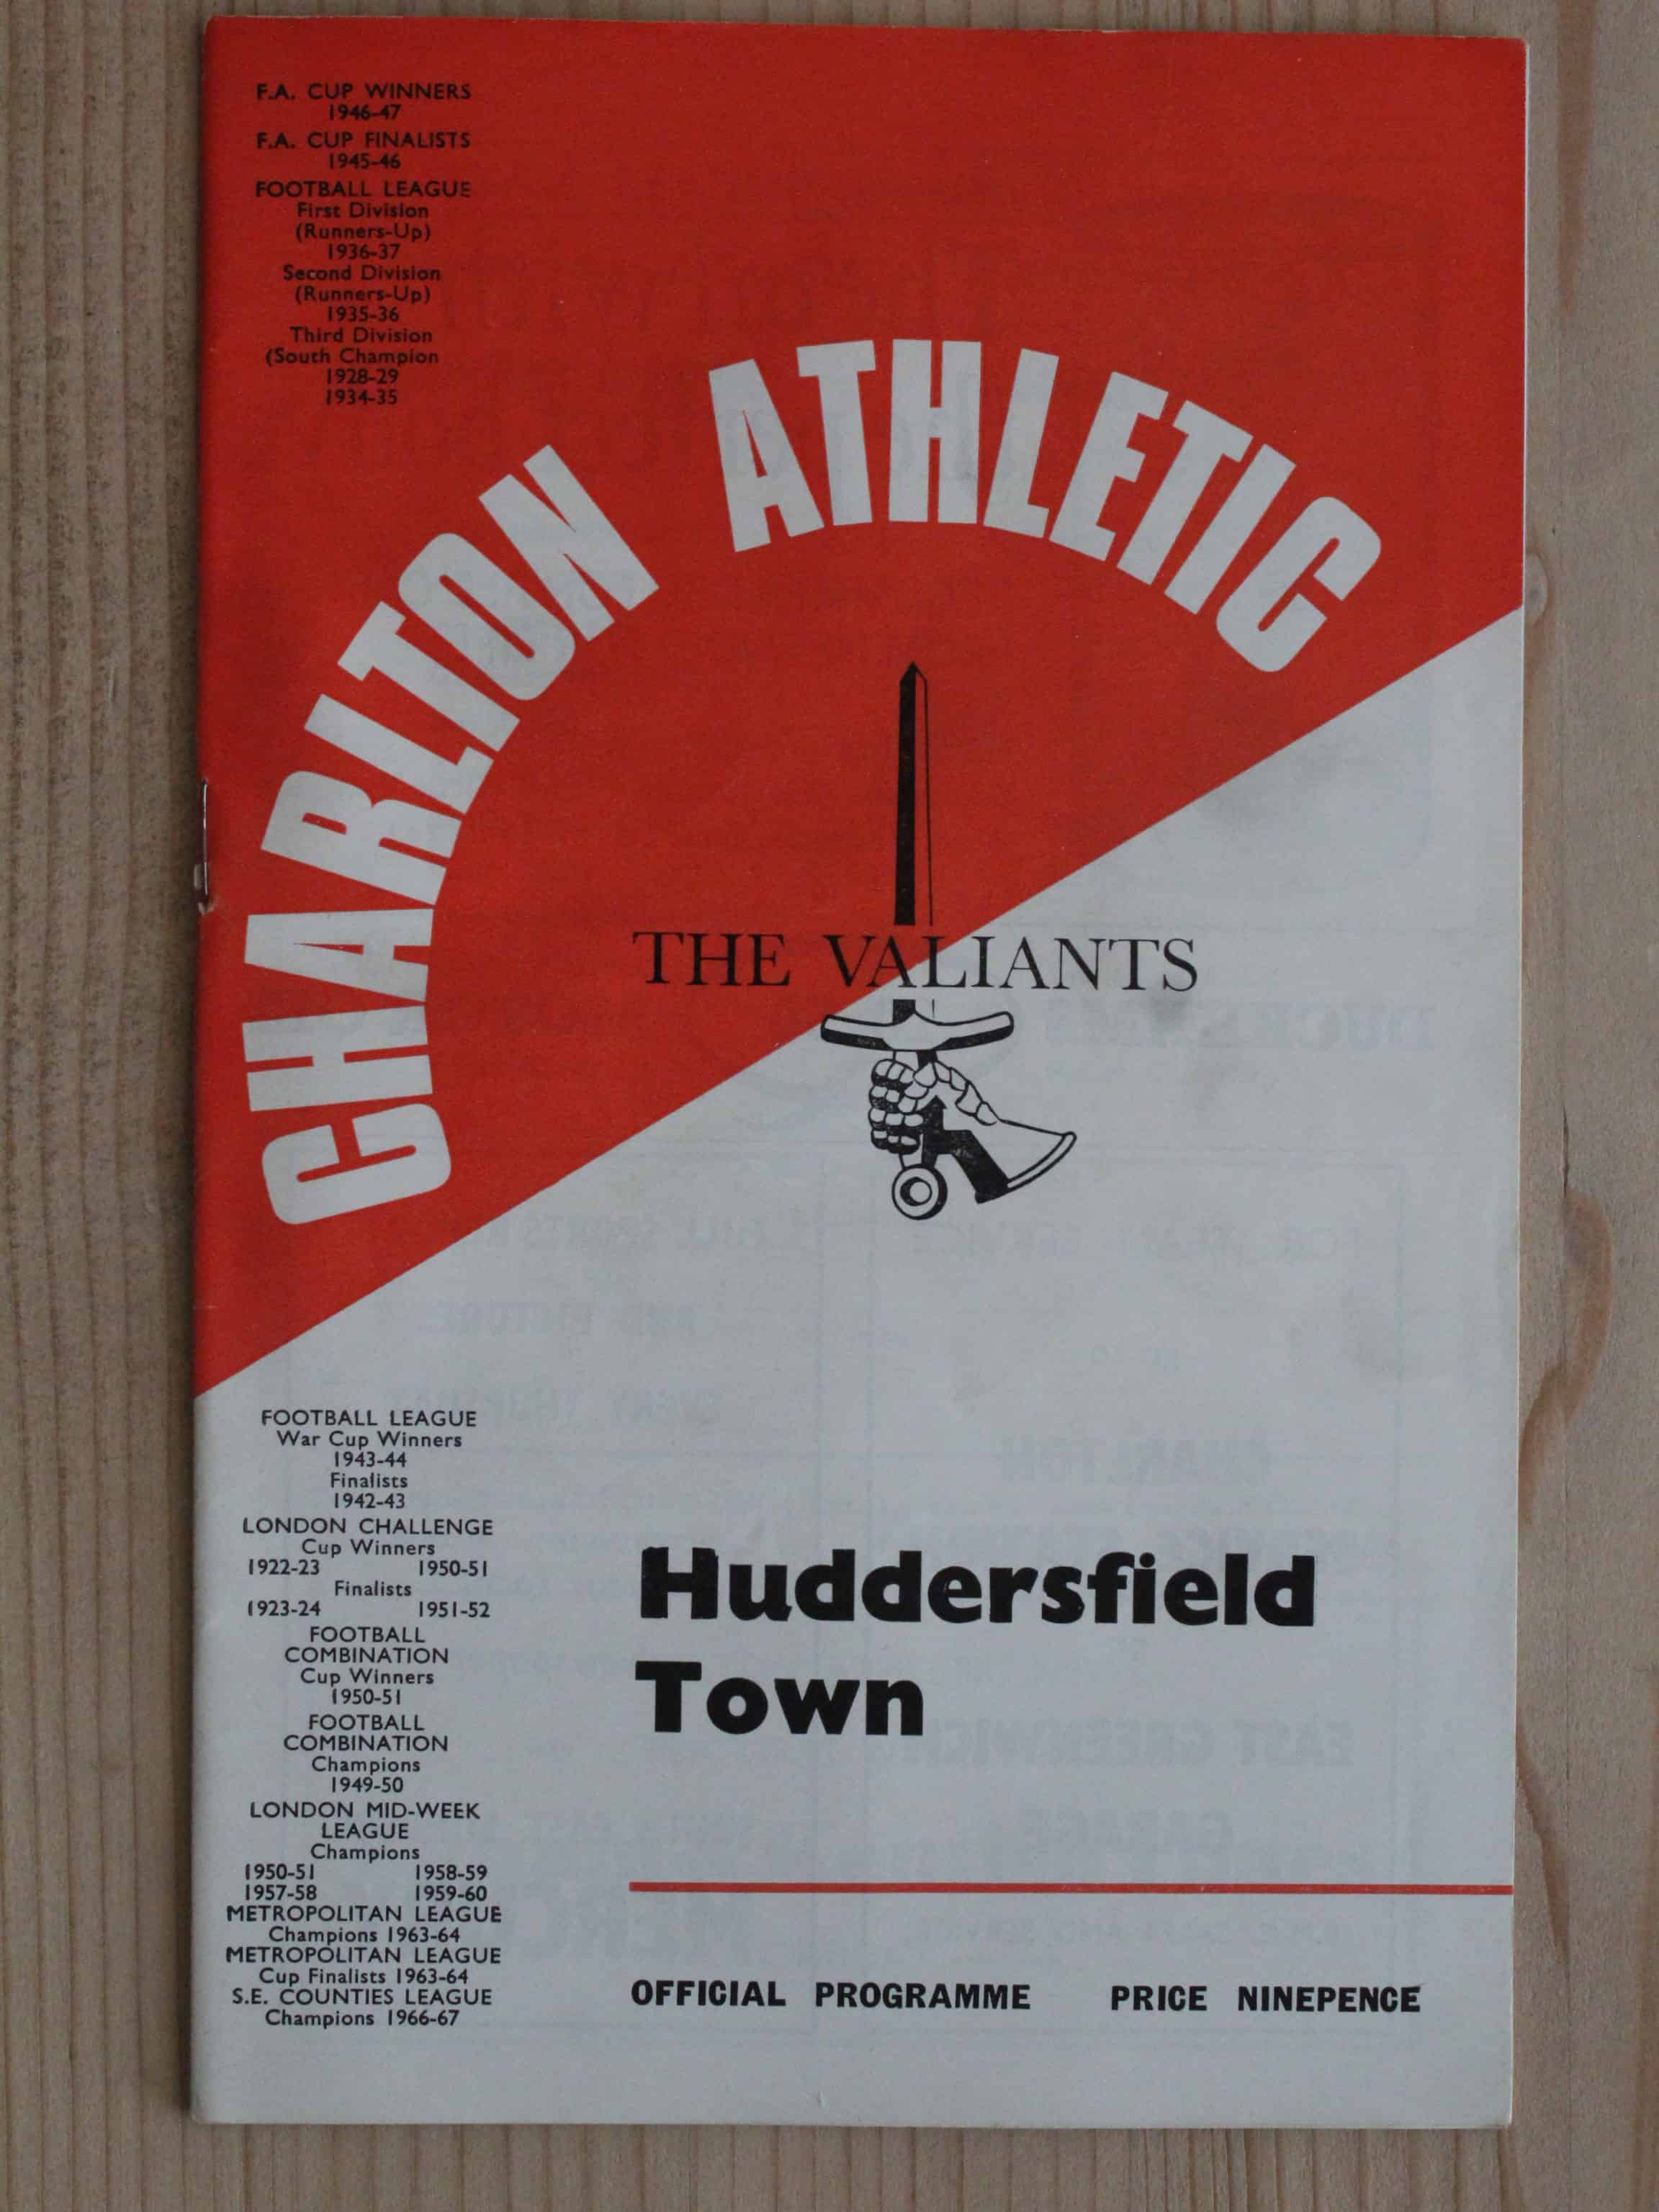 F.A. CUP WINNERS
1946-47
F.A. CUP FINALISTS
1945-46
FOOTBALL LEAGUE
First Division
(Runners-Up)
1936-37
Second Division
(Runners-Up)
1935-36
Third Division
(South Champion
1928-29
1934-35
CHARLTON ATHLETIC
THE VALIANTS
FOOTBALL LEAGUE
War Cup Winners
1943-44
Finalists
1942-43
LONDON CHALLENGE
Cup Winners
1922-23 1950-51
Finalists
1923-24 1951-52
FOOTBALL
COMBINATION
Cup Winners
1950-51
FOOTBALL
COMBINATION
Champions
1949-50
LONDON MID-WEEK
LEAGUE
Champions
1950-51 1958-59
1957-58 1959-60
METROPOLITAN LEAGUE
Champions 1963-64
METROPOLITAN LEAGUE
Cup Finalists 1963-64
S.E. COUNTIES LEAGUE
Champions 1966-67
Huddersfield
Town
OFFICIAL PROGRAMME PRICE NINEPENCE